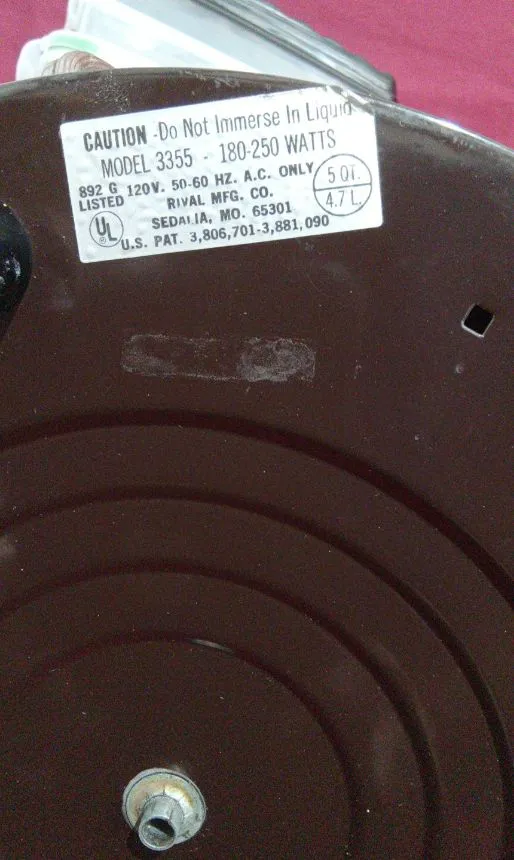 CAUTION - Do Not Immerse In Liquid
MODEL 3355 - 180-250 WATTS
892 G 120V. 50-60 HZ. A.C. ONLY
LISTED RIVAL MFG. CO.
SEDALIA, MO. 65301
UL
U.S. PAT. 3,806,701-3,881,090
5 QT.
4.7 L.